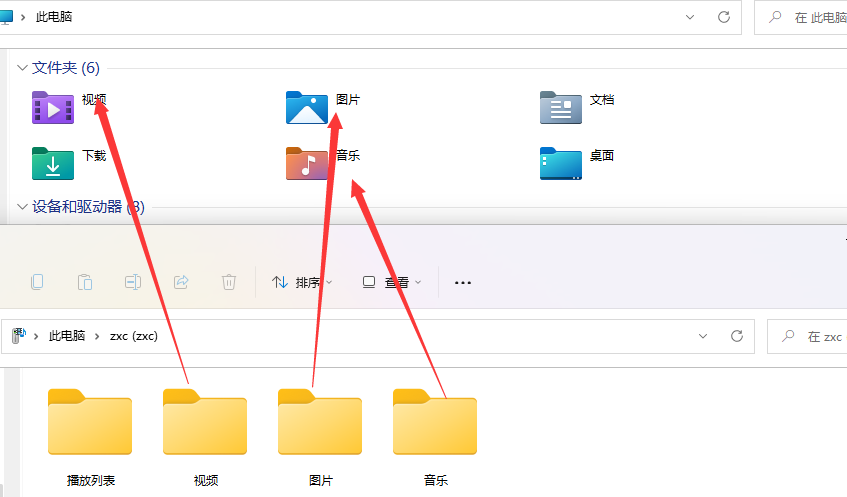 此电脑
在 此电脑
文件夹 (6)
视频
图片
文档
下载
音乐
桌面
设备和驱动器 (3)
排序
查看
此电脑
zxc (zxc)
在 zxc
播放列表
视频
图片
音乐